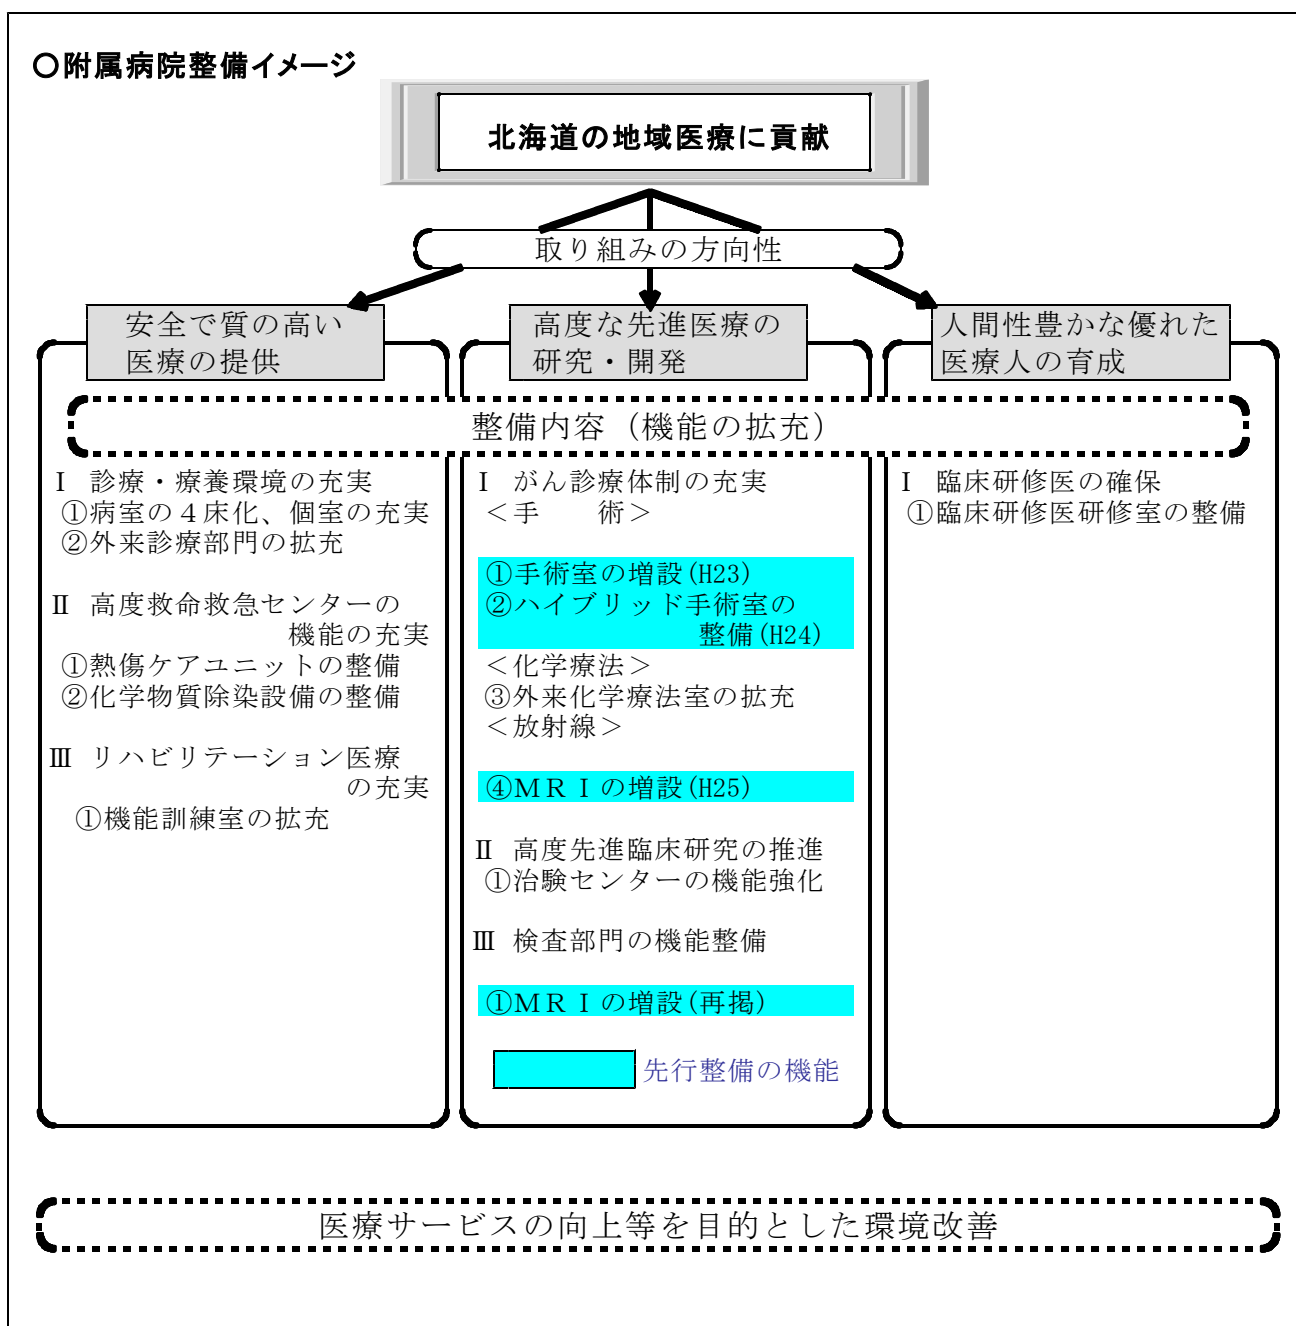 ○附属病院整備イメージ
北海道の地域医療に貢献
取り組みの方向性
安全で質の高い
医療の提供
高度な先進医療の
研究・開発
人間性豊かな優れた
医療人の育成
整備内容（機能の拡充）
Ⅰ 診療・療養環境の充実
①病室の４床化、個室の充実
②外来診療部門の拡充
Ⅱ 高度救命救急センターの
機能の充実
①熱傷ケアユニットの整備
②化学物質除染設備の整備
Ⅲ リハビリテーション医療
の充実
①機能訓練室の拡充
Ⅰ がん診療体制の充実
＜手　　術＞
①手術室の増設(H23)
②ハイブリッド手術室の
整備(H24)
＜化学療法＞
③外来化学療法室の拡充
＜放射線＞
④ＭＲＩの増設(H25)
Ⅱ 高度先進臨床研究の推進
①治験センターの機能強化
Ⅲ 検査部門の機能整備
①ＭＲＩの増設(再掲)
先行整備の機能
Ⅰ 臨床研修医の確保
①臨床研修医研修室の整備
医療サービスの向上等を目的とした環境改善